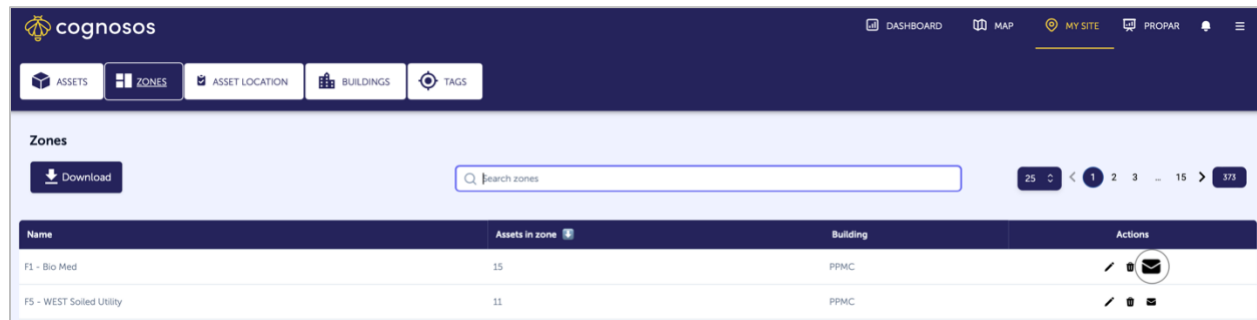 cognosos
DASHBOARD MAP MY SITE PROPAR
ASSETS ZONES ASSET LOCATION BUILDINGS TAGS
Zones
Download Search zones 25 1 2 3 ... 15 373
Name Assets in zone Building Actions
F1 - Bio Med 15 PPMC
F5 - WEST Soiled Utility 11 PPMC